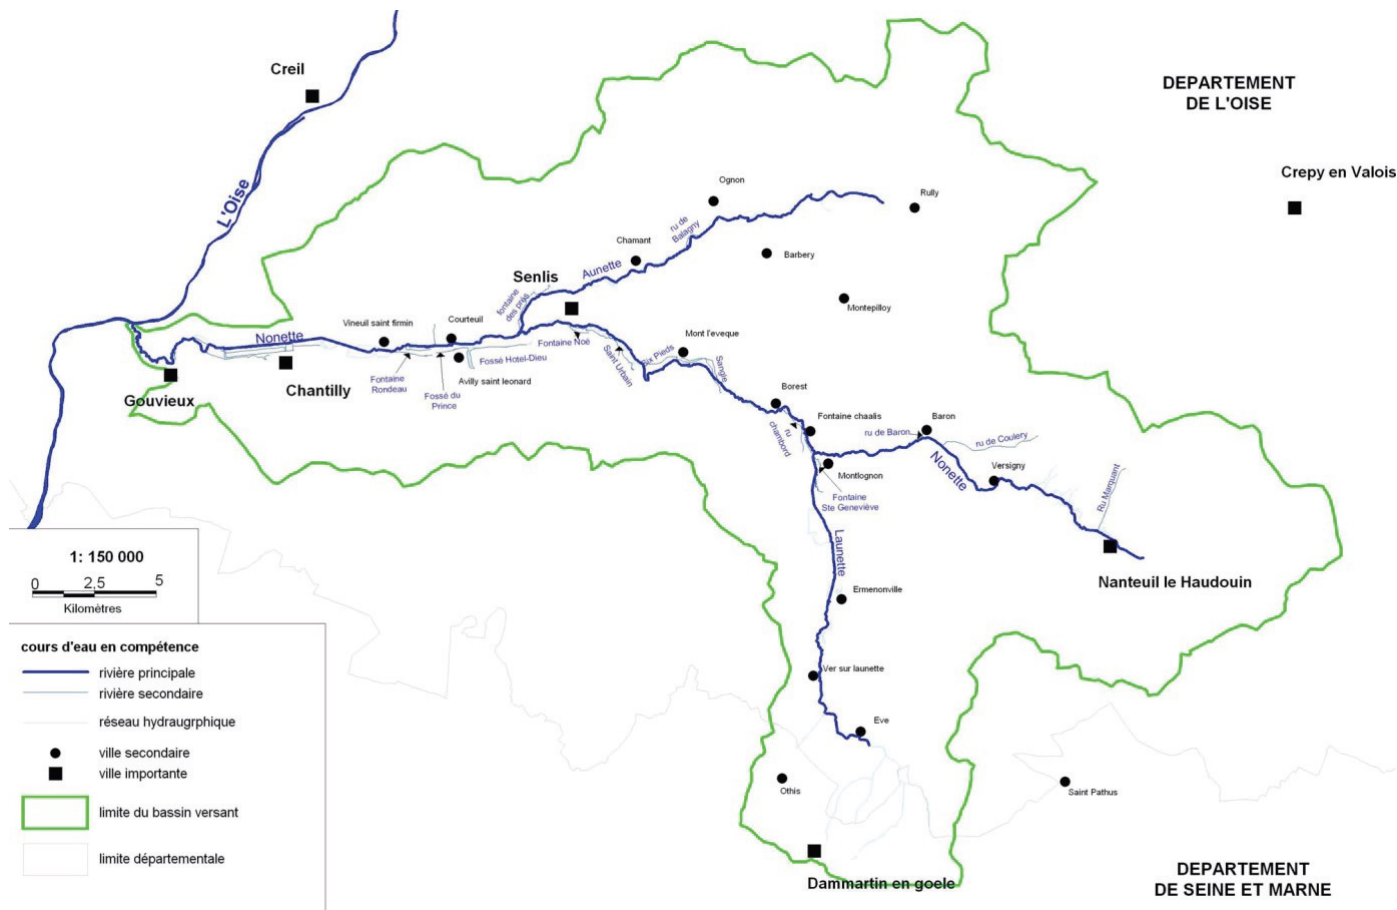 Creil
DEPARTEMENT
DE L'OISE
Crepy en Valois
L'Oise
Ognon
Rully
ru de
Balagny
Chamant
Barbery
Aunette
Senlis
fontaine
des prés
Montepilloy
Vineuil saint firmin
Courteuil
Nonette
Fontaine Noé
Mont l'eveque
Six Pieds
Saint Urbain
Sangle
Fossé Hotel-Dieu
Avilly saint leonard
Fontaine
Rondeau
Fossé du
Prince
Chantilly
Gouvieux
Borest
Fontaine chaalis
Baron
ru
chambord
ru de Baron
ru de Coulery
Montlognon
Nonette
Versigny
Ru Marquant
Fontaine
Ste Geneviève
Launette
Nanteuil le Haudouin
Ermenonville
Ver sur launette
Eve
Othis
Saint Pathus
Dammartin en goele
DEPARTEMENT
DE SEINE ET MARNE
1: 150 000
0 2,5 5
Kilomètres
cours d'eau en compétence
rivière principale
rivière secondaire
réseau hydraugrphique
ville secondaire
ville importante
limite du bassin versant
limite départementale